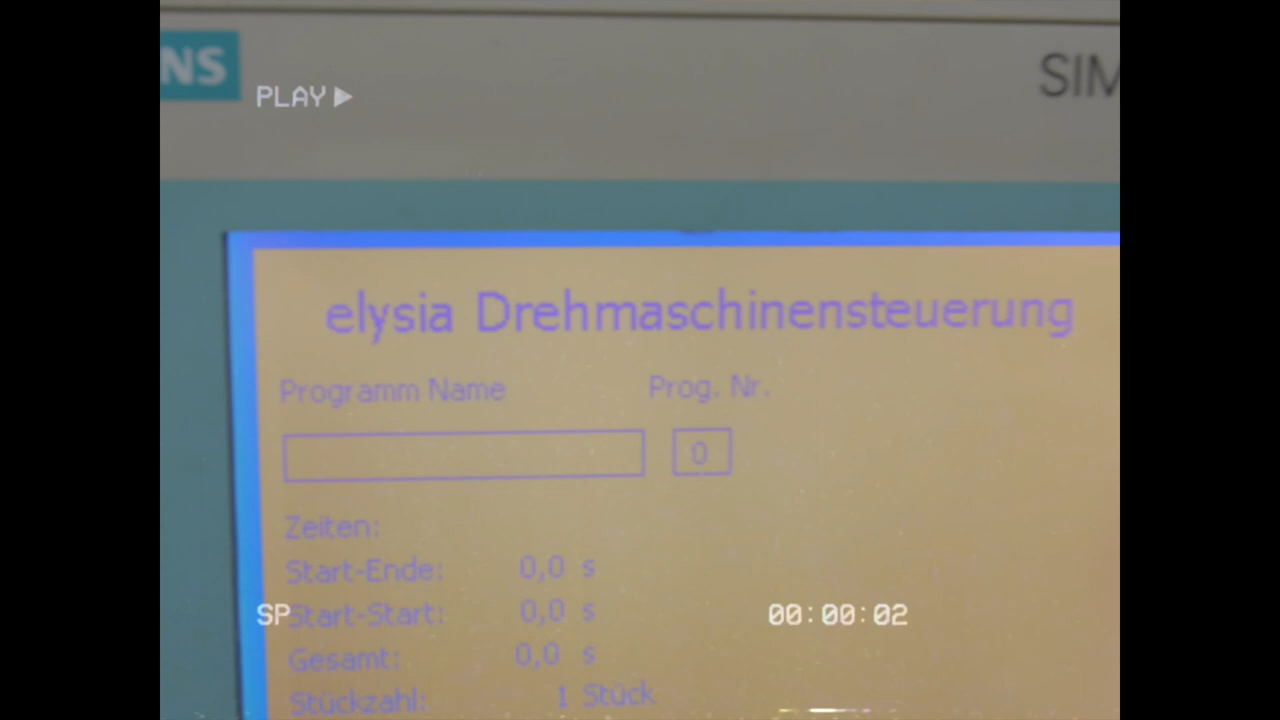 NS
SIM
PLAY
elysia Drehmaschinensteuerung
Programm Name Prog. Nr.
0
Zeiten:
Start-Ende: 0,0 s
SP
Start-Start: 0,0 s
00:00:02
Gesamt: 0,0 s
Stückzahl: 1 Stück